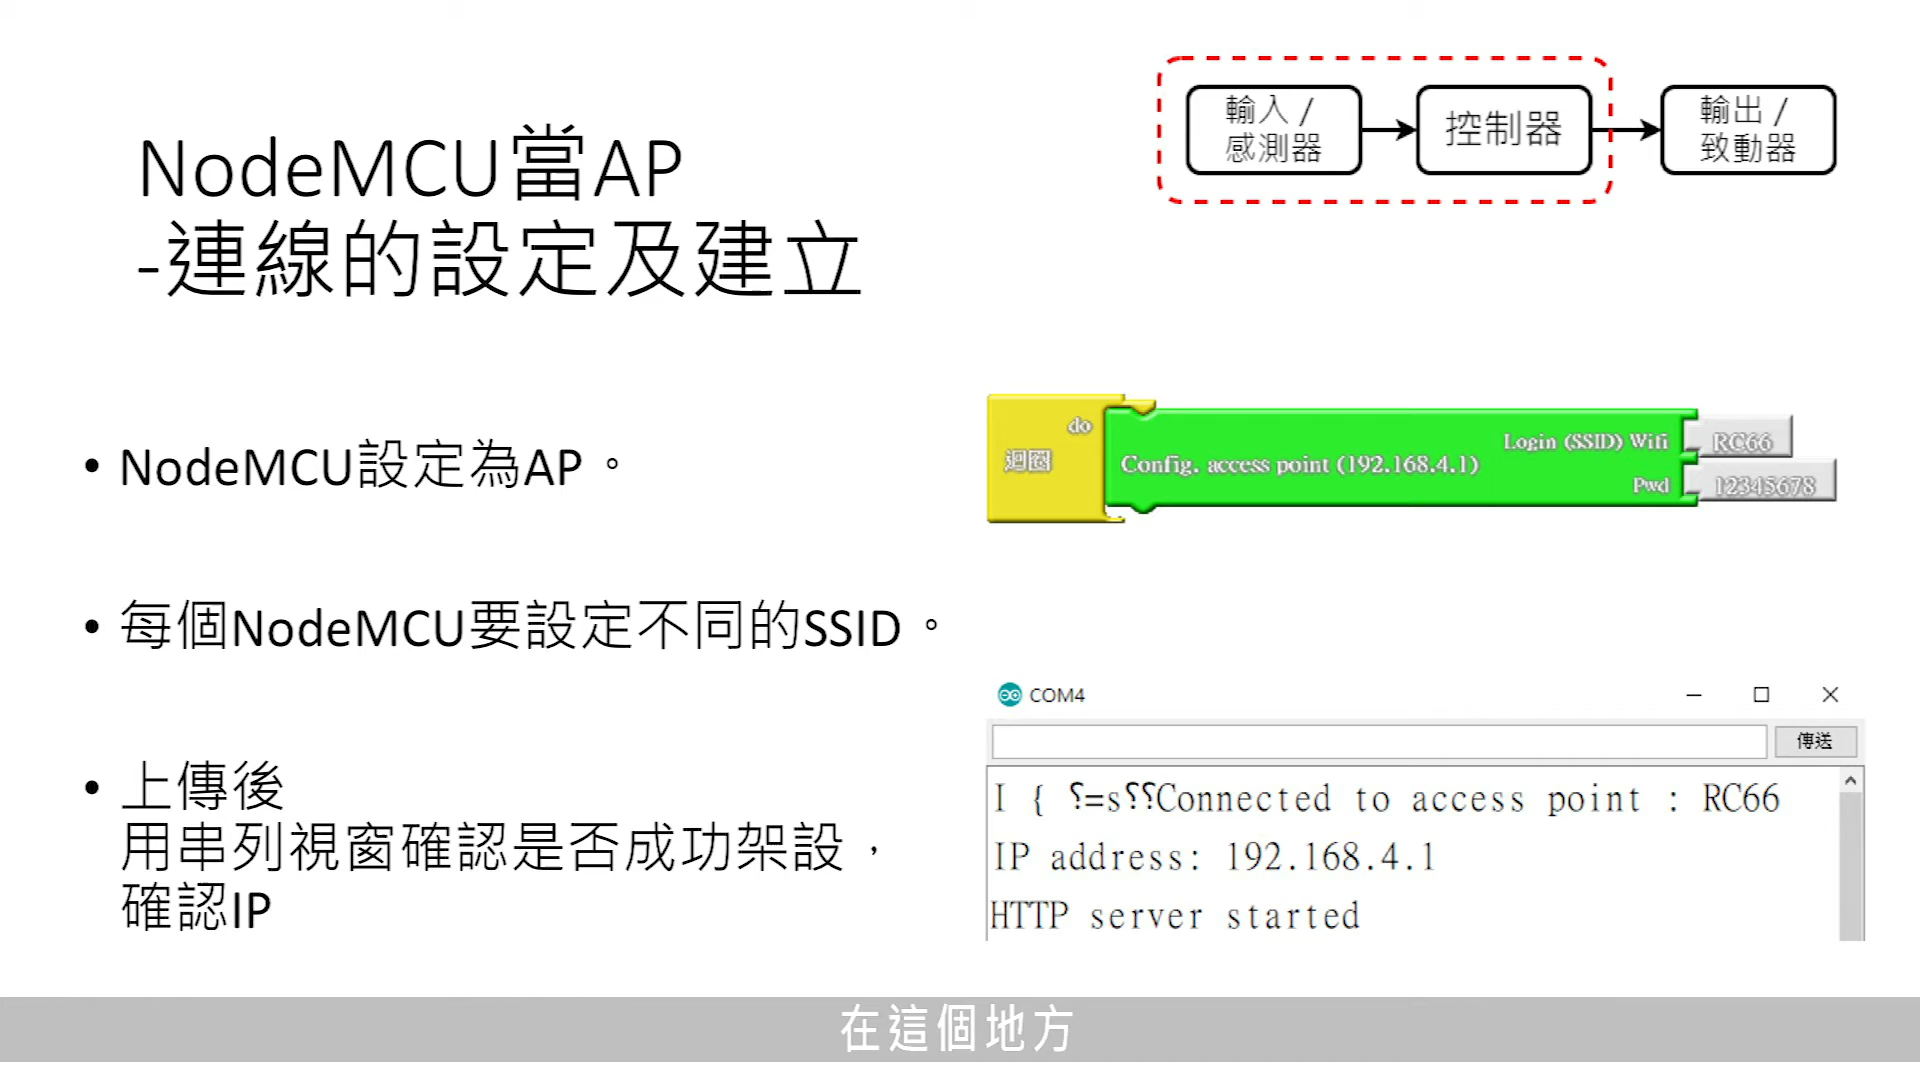 輸入 /
感測器
控制器
輸出 /
致動器
NodeMCU當AP
-連線的設定及建立
• NodeMCU設定為AP。
• 每個NodeMCU要設定不同的SSID。
• 上傳後
用串列視窗確認是否成功架設，
確認IP
do
迴圈
Config. access point (192.168.4.1)
Login (SSID) Wifi
RC66
Pwd
12345678
COM4
傳送
I { ⸮=s⸮⸮Connected to access point : RC66
IP address: 192.168.4.1
HTTP server started
在這個地方